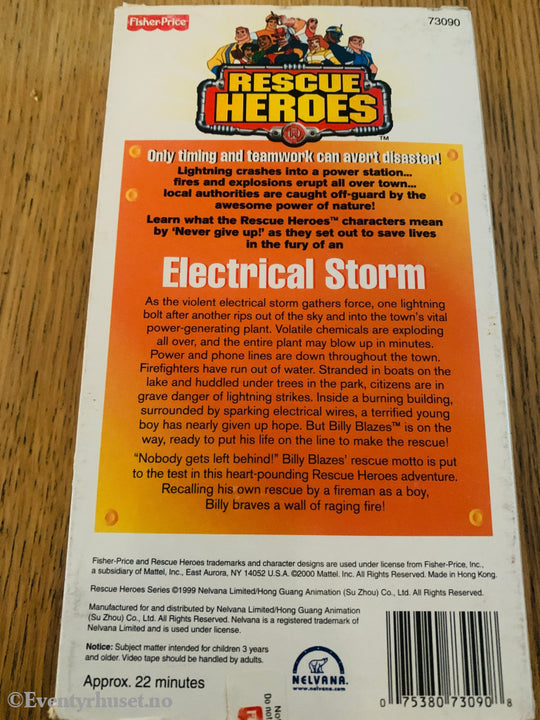 Fisher-Price
73090
RESCUE
HEROES
TM
Only timing and teamwork can avert disaster!
Lightning crashes into a power station...
fires and explosions erupt all over town...
local authorities are caught off-guard by the
awesome power of nature!
Learn what the Rescue Heroes™ characters mean
by 'Never give up!' as they set out to save lives
in the fury of an
Electrical Storm
As the violent electrical storm gathers force, one lightning
bolt after another rips out of the sky and into the town's vital
power-generating plant. Volatile chemicals are exploding
all over, and the entire plant may blow up in minutes.
Power and phone lines are down throughout the town.
Firefighters have run out of water. Stranded in boats on the
lake and huddled under trees in the park, citizens are in
grave danger of lightning strikes. Inside a burning building,
surrounded by sparking electrical wires, a terrified young
boy has nearly given up hope. But Billy Blazes™ is on the
way, ready to put his life on the line to make the rescue!
"Nobody gets left behind!" Billy Blazes' rescue motto is put
to the test in this heart-pounding Rescue Heroes adventure.
Recalling his own rescue by a fireman as a boy,
Billy braves a wall of raging fire!
Fisher-Price and Rescue Heroes trademarks and character designs are used under license from Fisher-Price, Inc.,
a subsidiary of Mattel, Inc., East Aurora, NY 14052 U.S.A. ©2000 Mattel, Inc. All Rights Reserved. Made in Hong Kong.
Rescue Heroes Series ©1999 Nelvana Limited/Hong Guang Animation (Su Zhou) Co., Ltd. All Rights Reserved.
Manufactured for and distributed by Nelvana Limited/Hong Guang Animation
(Su Zhou) Co., Ltd. Nelvana is a registered trademark of
Nelvana Limited and is used under license.
Notice: Subject matter intended for children 3 years
and older. Video tape should be handled by adults.
Approx. 22 minutes
NELVANA
www.nelvana.com
0 75380 73090 8
Do not
©Eventyrhuset.no